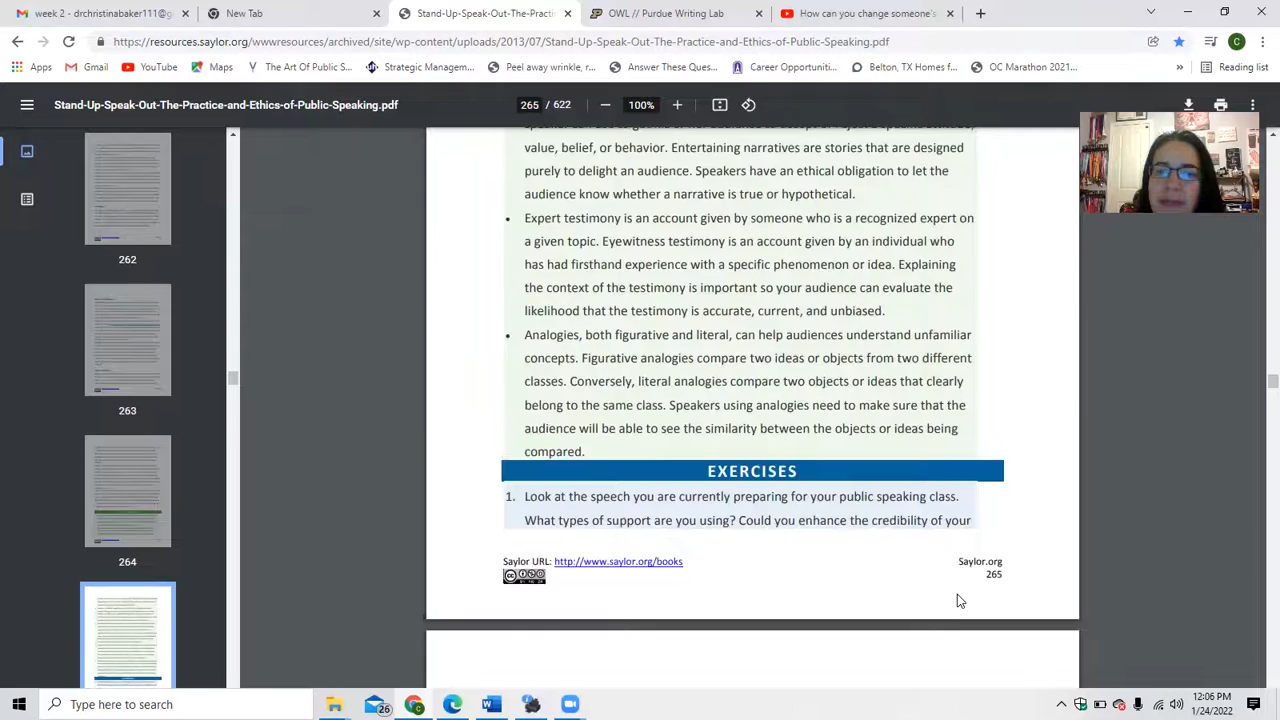 week 2 - drchristinabaker111@g
New Tab
Stand-Up-Speak-Out-The-Practi
OWL // Purdue Writing Lab
How can you change someone's
https://resources.saylor.org/wwwresources/archived/site/wp-content/uploads/2013/07/Stand-Up-Speak-Out-The-Practice-and-Ethics-of-Public-Speaking.pdf
C
Apps
Gmail
YouTube
Maps
The Art Of Public S...
Strategic Managem...
Peel away wrinkle, r...
Answer These Ques...
Career Opportuniti...
Belton, TX Homes f...
OC Marathon 2021...
»
Reading list
Stand-Up-Speak-Out-The-Practice-and-Ethics-of-Public-Speaking.pdf
265 / 622
100%
262
263
264
value, belief, or behavior. Entertaining narratives are stories that are designed
purely to delight an audience. Speakers have an ethical obligation to let the
audience know whether a narrative is true or hypothetical.
• Expert testimony is an account given by someone who is a recognized expert on
a given topic. Eyewitness testimony is an account given by an individual who
has had firsthand experience with a specific phenomenon or idea. Explaining
the context of the testimony is important so your audience can evaluate the
likelihood that the testimony is accurate, current, and unbiased.
• Analogies, both figurative and literal, can help audiences understand unfamiliar
concepts. Figurative analogies compare two ideas or objects from two different
classes. Conversely, literal analogies compare two objects or ideas that clearly
belong to the same class. Speakers using analogies need to make sure that the
audience will be able to see the similarity between the objects or ideas being
compared.
EXERCISES
1. Look at the speech you are currently preparing for your public speaking class.
What types of support are you using? Could you enhance the credibility of your
Saylor URL: http://www.saylor.org/books
Saylor.org
265
Type here to search
26
12:06 PM
1/24/2022